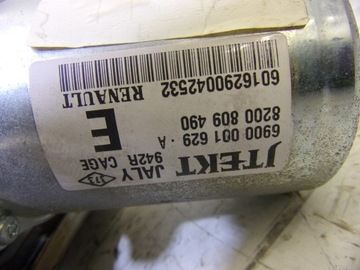 6900 001 629 - A
8200 809 490
JTEKT
E
JALY
942R CAGE
RENAULT
6016290042532